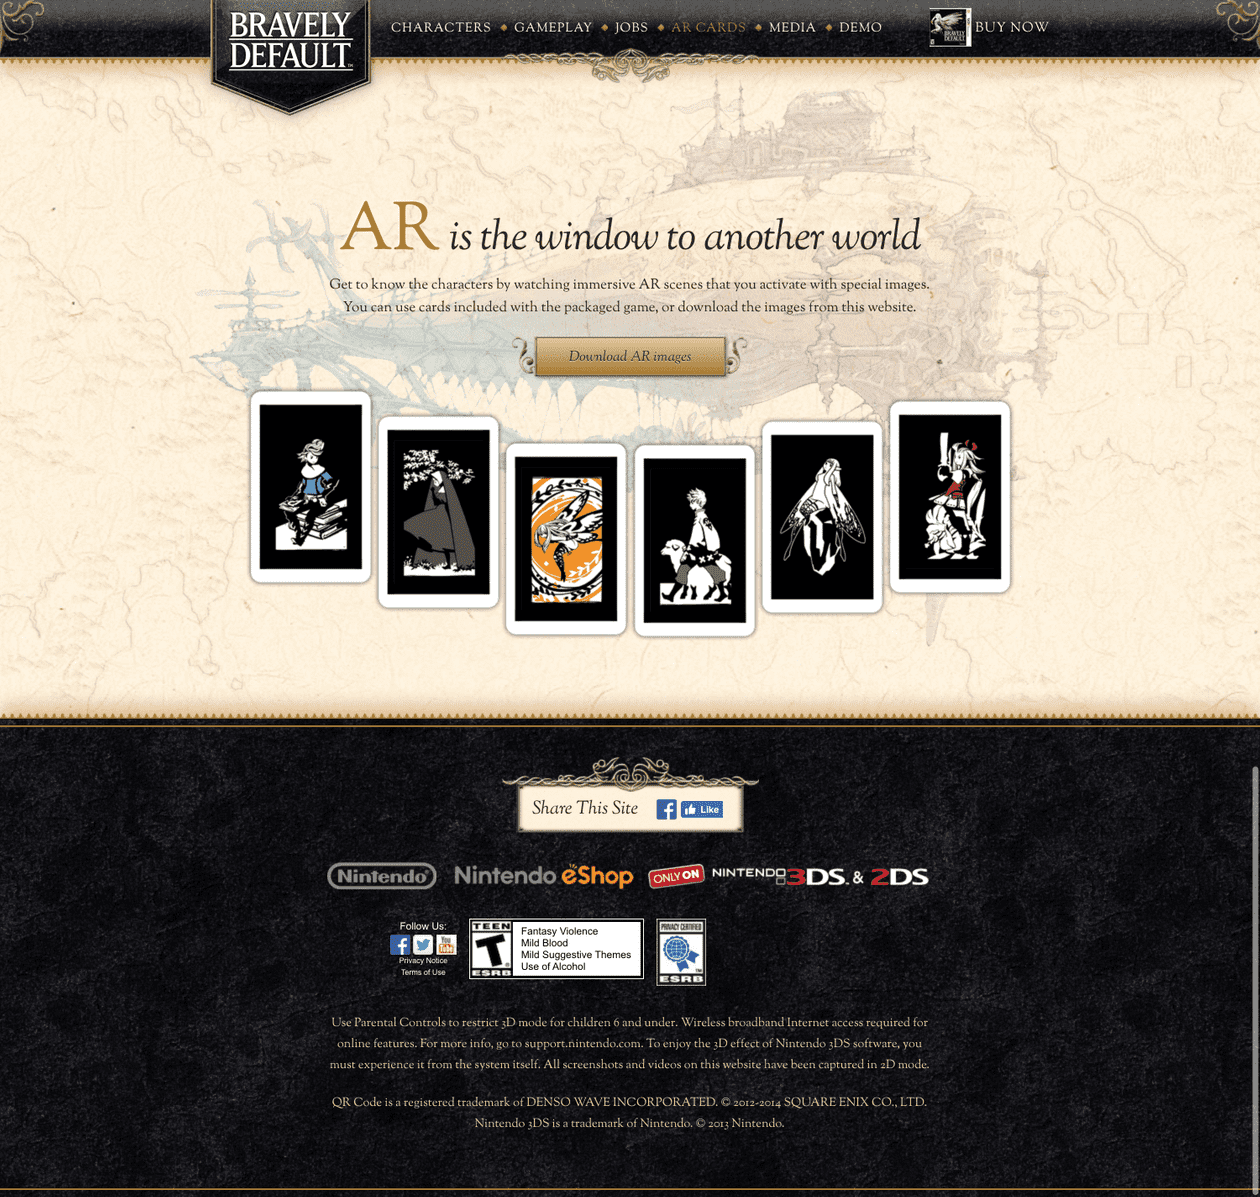 BRAVELY
DEFAULT™
CHARACTERS
GAMEPLAY
JOBS
AR CARDS
MEDIA
DEMO
BRAVELY
DEFAULT
BUY NOW
AR is the window to another world
Get to know the characters by watching immersive AR scenes that you activate with special images.
You can use cards included with the packaged game, or download the images from this website.
Download AR images
Share This Site
Like
Nintendo®
Nintendo eShop
ONLY ON
NINTENDO3DS™ & 2DS
Follow Us:
You Tube
Privacy Notice
Terms of Use
TEEN
T
®
ESRB
Fantasy Violence
Mild Blood
Mild Suggestive Themes
Use of Alcohol
PRIVACY CERTIFIED
™
ESRB
Use Parental Controls to restrict 3D mode for children 6 and under. Wireless broadband Internet access required for
online features. For more info, go to support.nintendo.com. To enjoy the 3D effect of Nintendo 3DS software, you
must experience it from the system itself. All screenshots and videos on this website have been captured in 2D mode.
QR Code is a registered trademark of DENSO WAVE INCORPORATED. © 2012-2014 SQUARE ENIX CO., LTD.
Nintendo 3DS is a trademark of Nintendo. © 2013 Nintendo.